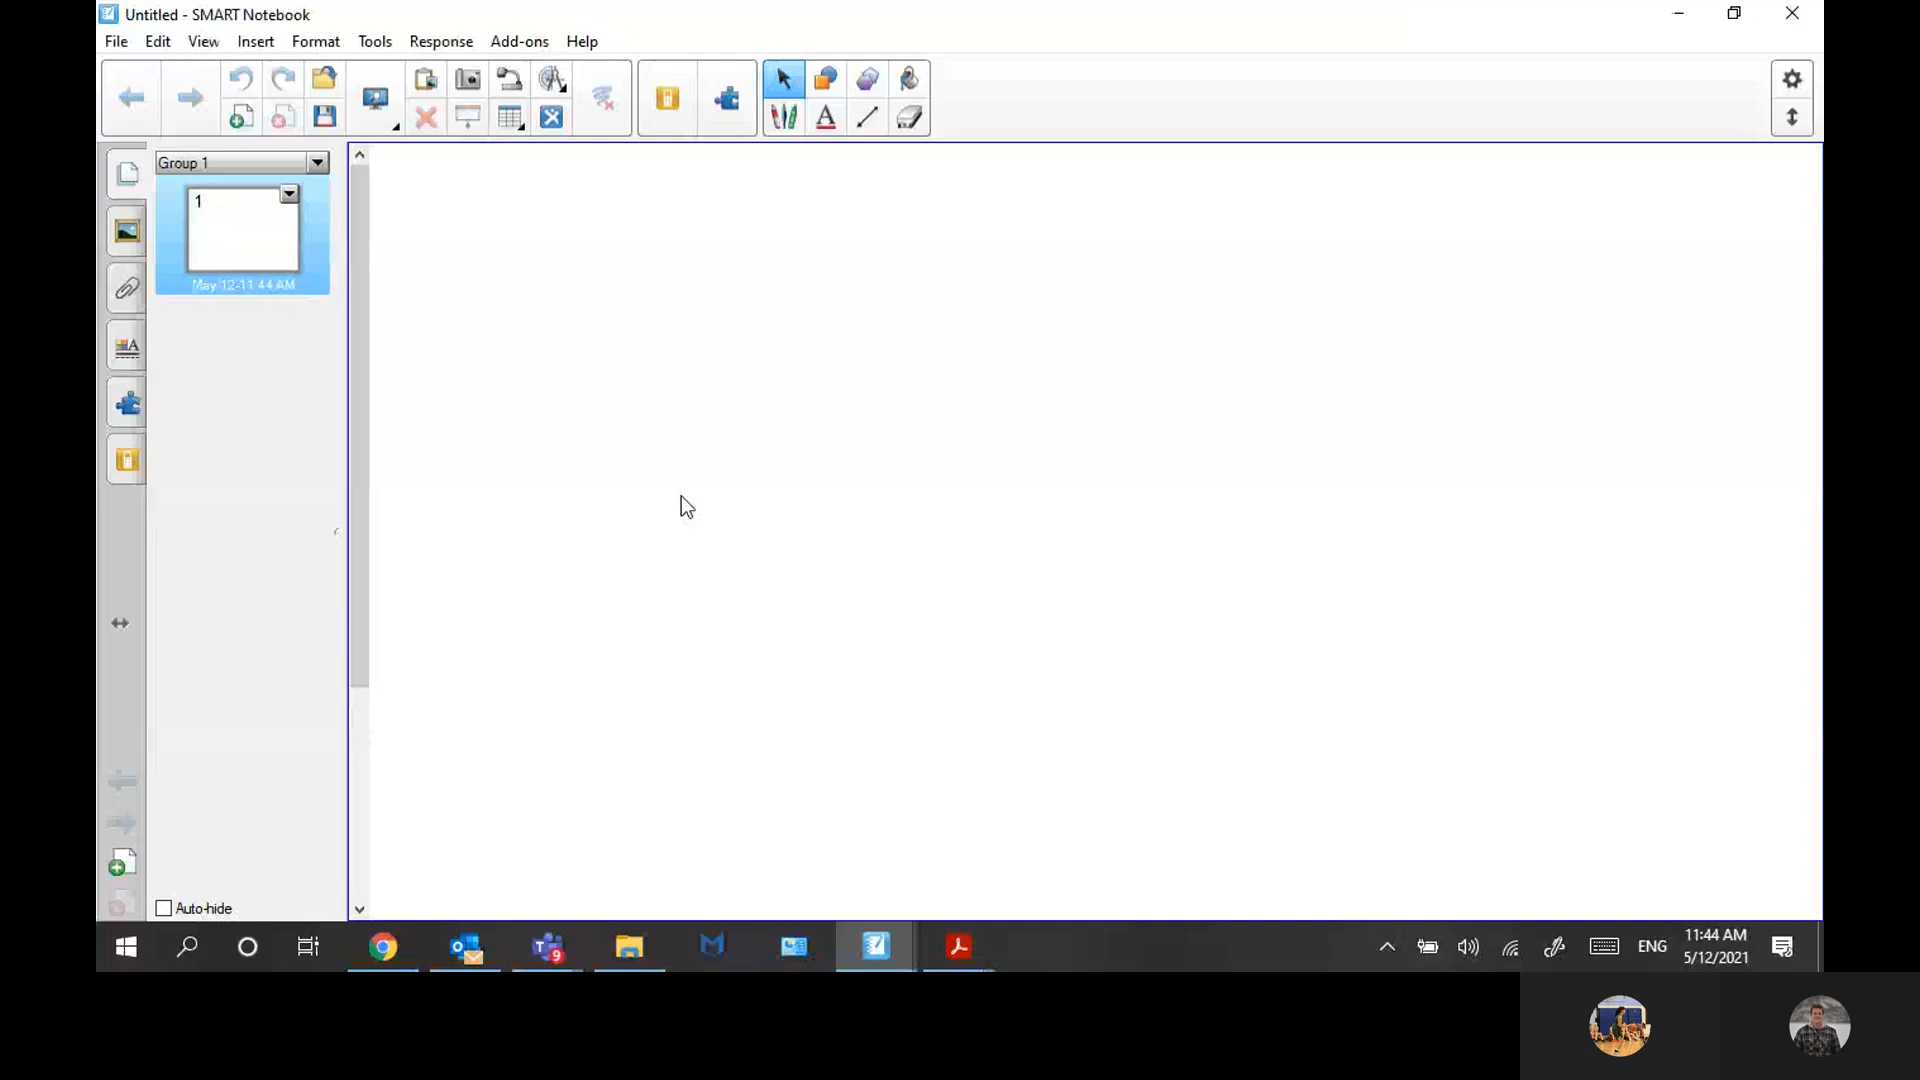 Untitled - SMART Notebook
File Edit View Insert Format Tools Response Add-ons Help
Group 1
1
May 12-11:44 AM
Auto-hide
9
ENG
11:44 AM
5/12/2021